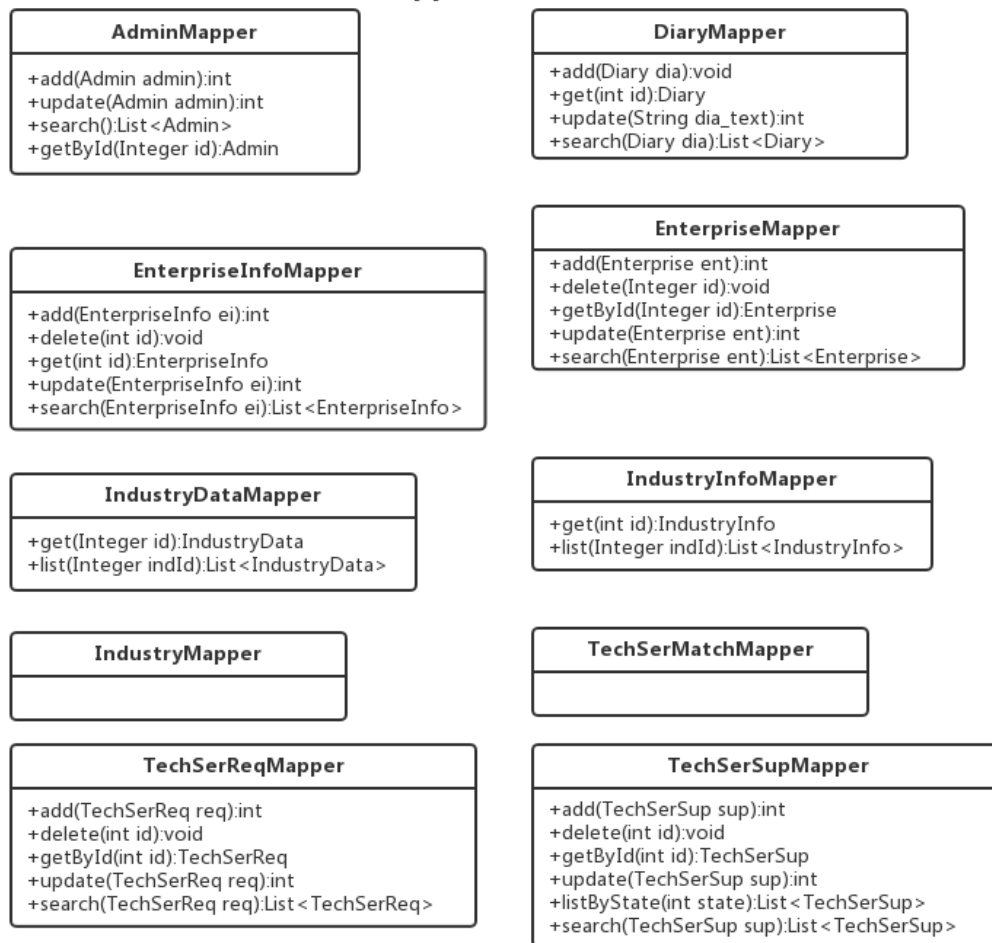 AdminMapper
+add(Admin admin):int
+update(Admin admin):int
+search():List<Admin>
+getById(Integer id):Admin
DiaryMapper
+add(Diary dia):void
+get(int id):Diary
+update(String dia_text):int
+search(Diary dia):List<Diary>
EnterpriseInfoMapper
+add(EnterpriseInfo ei):int
+delete(int id):void
+get(int id):EnterpriseInfo
+update(EnterpriseInfo ei):int
+search(EnterpriseInfo ei):List<EnterpriseInfo>
EnterpriseMapper
+add(Enterprise ent):int
+delete(Integer id):void
+getById(Integer id):Enterprise
+update(Enterprise ent):int
+search(Enterprise ent):List<Enterprise>
IndustryDataMapper
+get(Integer id):IndustryData
+list(Integer indId):List<IndustryData>
IndustryInfoMapper
+get(int id):IndustryInfo
+list(Integer indId):List<IndustryInfo>
IndustryMapper
TechSerMatchMapper
TechSerReqMapper
+add(TechSerReq req):int
+delete(int id):void
+getById(int id):TechSerReq
+update(TechSerReq req):int
+search(TechSerReq req):List<TechSerReq>
TechSerSupMapper
+add(TechSerSup sup):int
+delete(int id):void
+getById(int id):TechSerSup
+update(TechSerSup sup):int
+listByState(int state):List<TechSerSup>
+search(TechSerSup sup):List<TechSerSup>